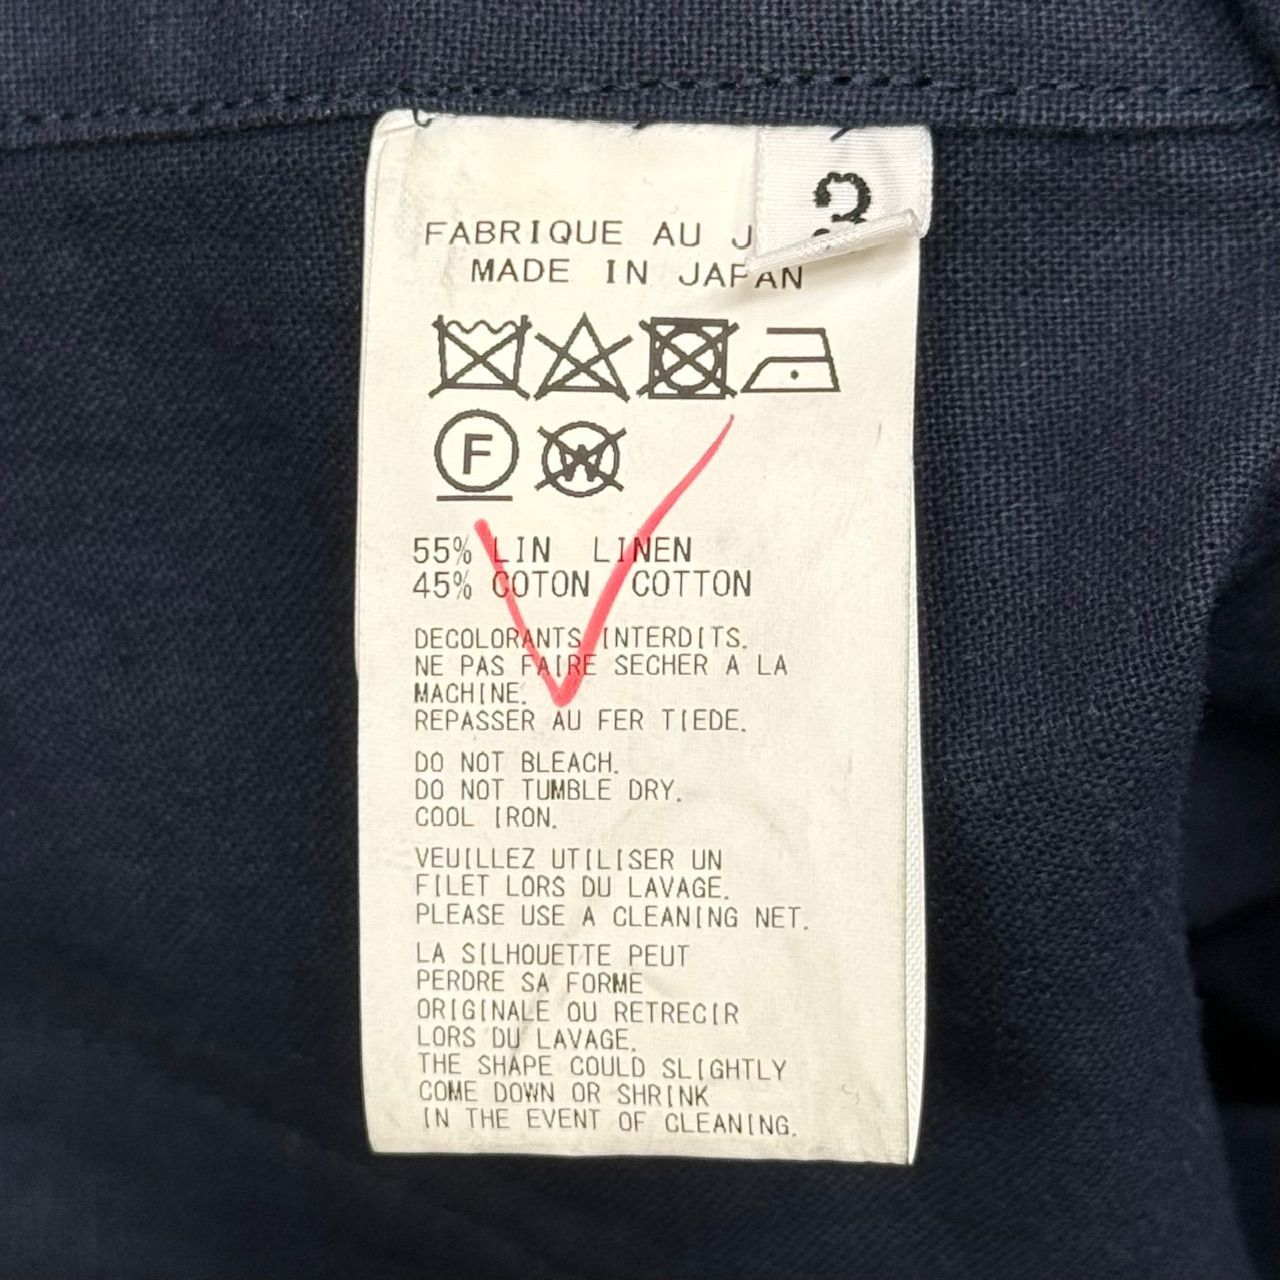 3
FABRIQUE AU J
MADE IN JAPAN
F
W
55% LIN LINEN
45% COTON COTTON
DECOLORANTS INTERDITS.
NE PAS FAIRE SECHER A LA
MACHINE.
REPASSER AU FER TIEDE.
DO NOT BLEACH.
DO NOT TUMBLE DRY.
COOL IRON.
VEUILLEZ UTILISER UN
FILET LORS DU LAVAGE.
PLEASE USE A CLEANING NET.
LA SILHOUETTE PEUT
PERDRE SA FORME
ORIGINALE OU RETRECIR
LORS DU LAVAGE.
THE SHAPE COULD SLIGHTLY
COME DOWN OR SHRINK
IN THE EVENT OF CLEANING.